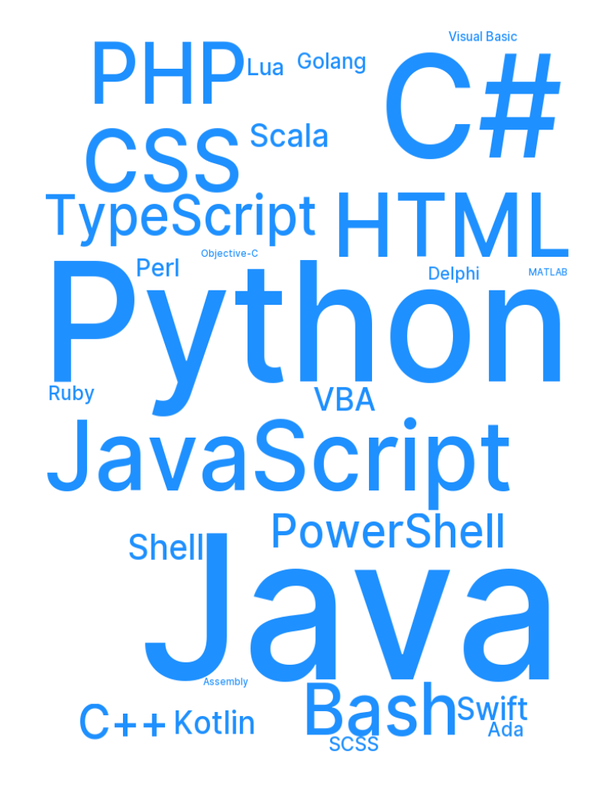 Visual Basic
PHP
Lua
Golang
C#
CSS
Scala
TypeScript
HTML
Objective-C
Perl
Delphi
MATLAB
Python
Ruby
VBA
JavaScript
PowerShell
Shell
Java
Assembly
Bash
C++
Kotlin
Swift
Ada
SCSS